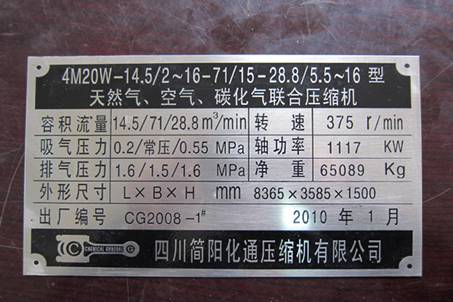 4M20W-14.5/2~16-71/15-28.8/5.5~16 型
天然气、空气、碳化气联合压缩机
容积流量 14.5/71/28.8 m³/min 转速 375 r/min
吸气压力 0.2/常压/0.55 MPa 轴功率 1117 KW
排气压力 1.6/1.5/1.6 MPa 净重 65089 Kg
外形尺寸 L×B×H mm 8365×3585×1500
出厂编号 CG2008-1# 2010 年 1 月
CHEMICAL GENERAL
四川简阳化通压缩机有限公司